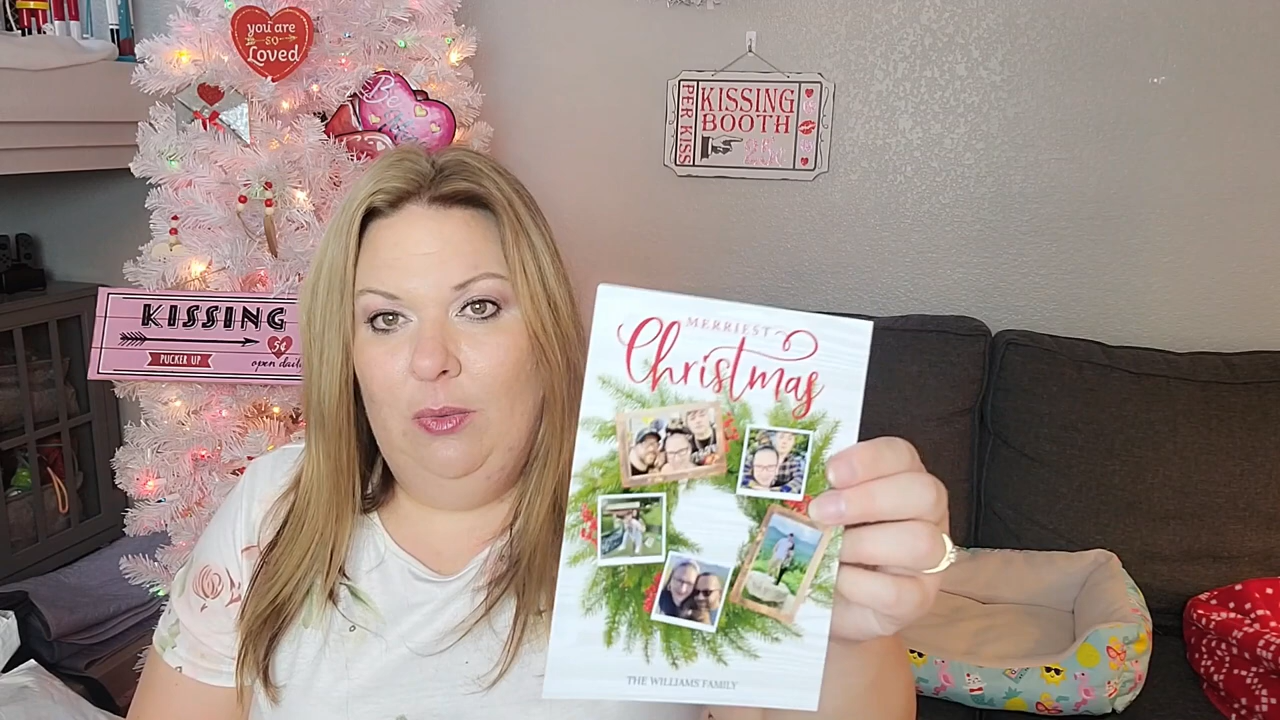 you are
so
Loved
Be
KISSING
5¢
PUCKER UP
open daily
PER KISS
KISSING
BOOTH
MERRIEST
Christmas
THE WILLIAMS FAMILY